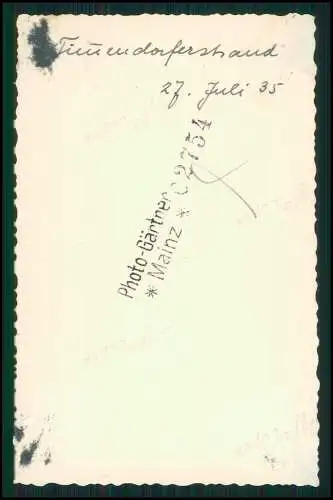 Timmendorferstrand
27. Juli 35
Photo-Gärtner
* Mainz * C2754